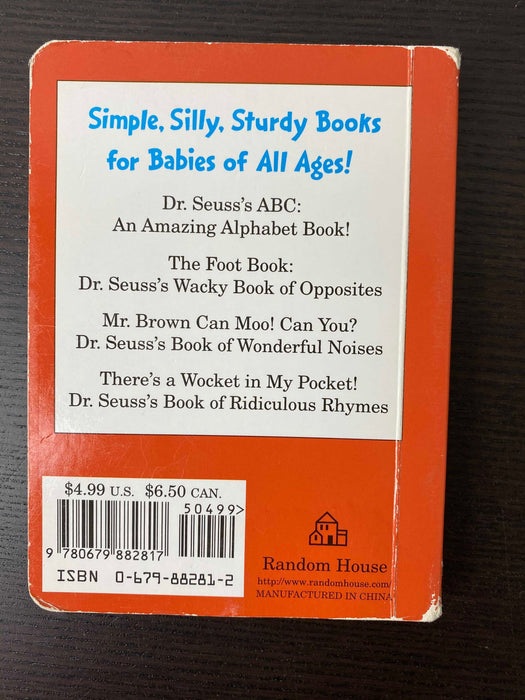 Simple, Silly, Sturdy Books
for Babies of All Ages!
Dr. Seuss's ABC:
An Amazing Alphabet Book!
The Foot Book:
Dr. Seuss's Wacky Book of Opposites
Mr. Brown Can Moo! Can You?
Dr. Seuss's Book of Wonderful Noises
There's a Wocket in My Pocket!
Dr. Seuss's Book of Ridiculous Rhymes
$4.99 U.S. $6.50 CAN.
50499>
9 780679 882817
ISBN 0-679-88281-2
Random House
http://www.randomhouse.com/
MANUFACTURED IN CHINA